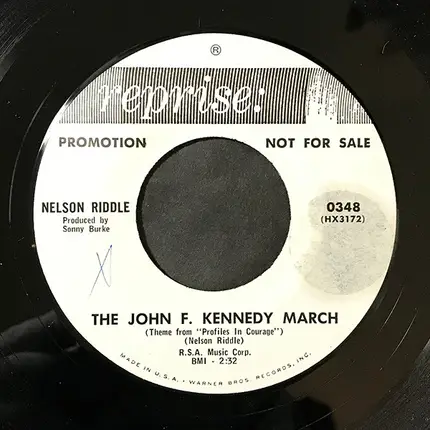 ®
reprise:
PROMOTION NOT FOR SALE
NELSON RIDDLE
Produced by
Sonny Burke
0348
(HX3172)
X
THE JOHN F. KENNEDY MARCH
(Theme from "Profiles In Courage")
(Nelson Riddle)
R.S.A. Music Corp.
BMI - 2:32
MADE IN U.S.A. • WARNER BROS. RECORDS, INC.